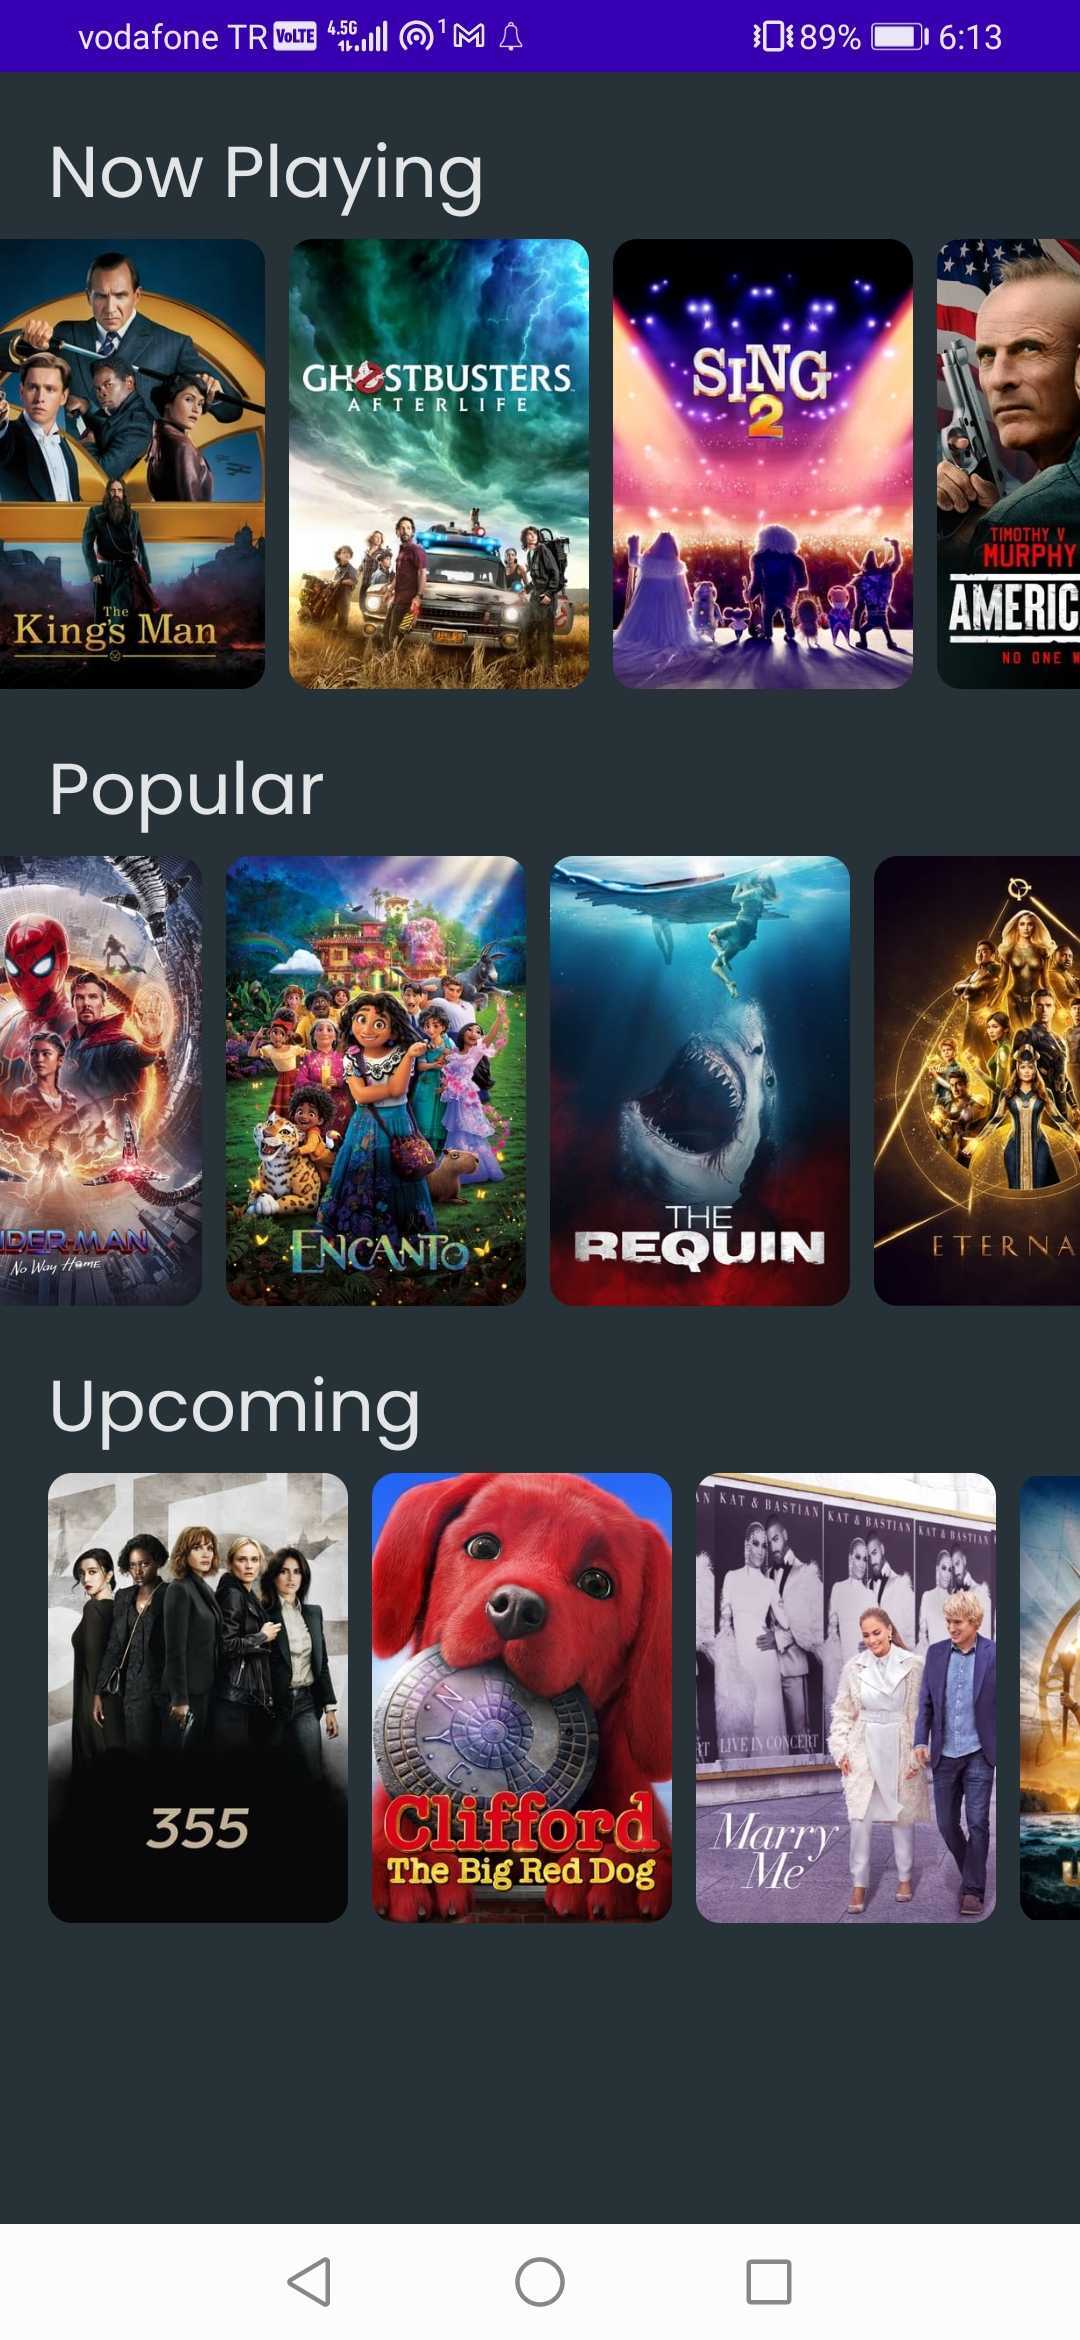 vodafone TR VoLTE 4.5G 1 89% 6:13
Now Playing
The
King's Man
GHOSTBUSTERS
AFTERLIFE
SING
2
TIMOTHY V
MURPHY
AMERIC
NO ONE W
Popular
IDER-MAN
No Way Home
ENCANTO
THE
REQUIN
ETERNA
Upcoming
355
N.Y.C.
Clifford
The Big Red Dog
AN KAT & BASTIAN KAT & BASTIAN KAT & BASTIAN
RT LIVE IN CONCERT
Marry
Me
U